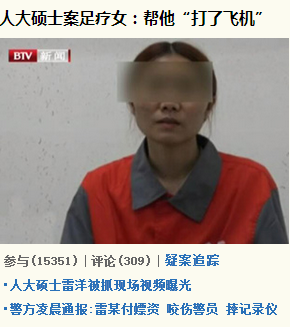 人大硕士案足疗女：帮他“打了飞机”
BTV 新闻
参与(15351) | 评论(309) | 疑案追踪
·人大硕士雷洋被抓现场视频曝光
·警方凌晨通报:雷某付嫖资 咬伤警员 摔记录仪